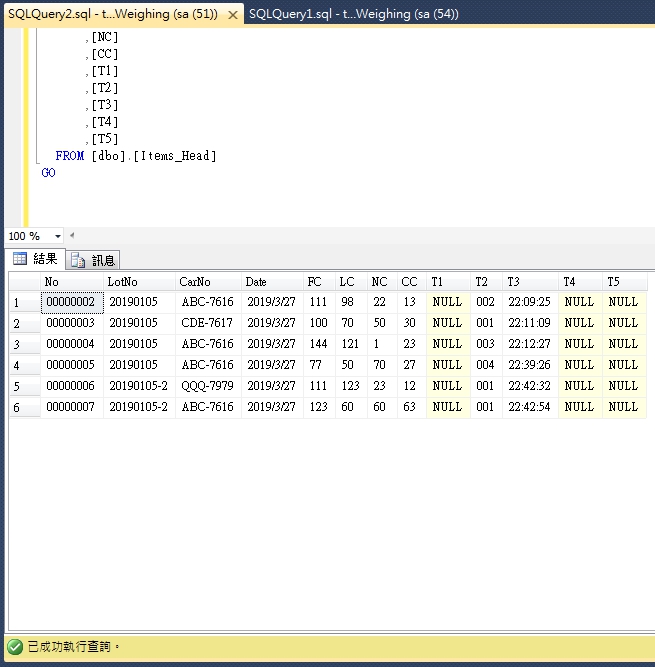 SQLQuery2.sql - t...Weighing (sa (51)) SQLQuery1.sql - t...Weighing (sa (54))
,[NC]
,[CC]
,[T1]
,[T2]
,[T3]
,[T4]
,[T5]
FROM [dbo].[Items_Head]
GO
100 %
結果 訊息
No LotNo CarNo Date FC LC NC CC T1 T2 T3 T4 T5
1 00000002 20190105 ABC-7616 2019/3/27 111 98 22 13 NULL 002 22:09:25 NULL NULL
2 00000003 20190105 CDE-7617 2019/3/27 100 70 50 30 NULL 001 22:11:09 NULL NULL
3 00000004 20190105 ABC-7616 2019/3/27 144 121 1 23 NULL 003 22:12:27 NULL NULL
4 00000005 20190105 ABC-7616 2019/3/27 77 50 70 27 NULL 004 22:39:26 NULL NULL
5 00000006 20190105-2 QQQ-7979 2019/3/27 111 123 23 12 NULL 001 22:42:32 NULL NULL
6 00000007 20190105-2 ABC-7616 2019/3/27 123 60 60 63 NULL 001 22:42:54 NULL NULL
已成功執行查詢。